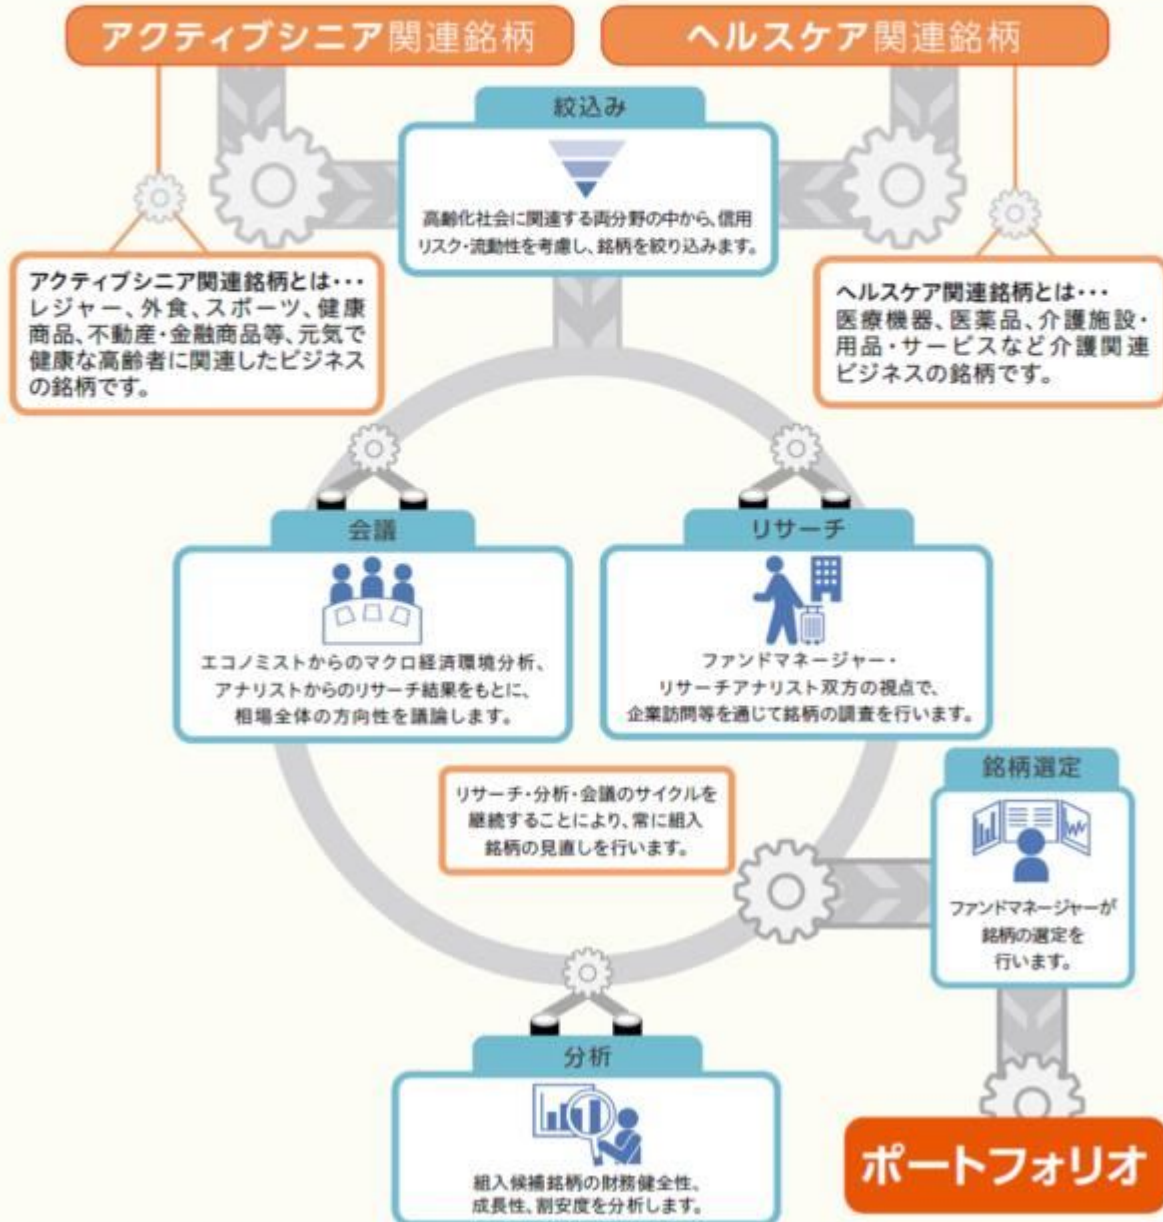 アクティブシニア関連銘柄
ヘルスケア関連銘柄
絞込み
高齢化社会に関連する両分野の中から、信用
リスク・流動性を考慮し、銘柄を絞り込みます。
アクティブシニア関連銘柄とは・・・
レジャー、外食、スポーツ、健康
商品、不動産・金融商品等、元気で
健康な高齢者に関連したビジネス
の銘柄です。
ヘルスケア関連銘柄とは・・・
医療機器、医薬品、介護施設・
用品・サービスなど介護関連
ビジネスの銘柄です。
会議
エコノミストからのマクロ経済環境分析、
アナリストからのリサーチ結果をもとに、
相場全体の方向性を議論します。
リサーチ
ファンドマネージャー・
リサーチアナリスト双方の視点で、
企業訪問等を通じて銘柄の調査を行います。
リサーチ・分析・会議のサイクルを
継続することにより、常に組入
銘柄の見直しを行います。
銘柄選定
ファンドマネージャーが
銘柄の選定を
行います。
分析
組入候補銘柄の財務健全性、
成長性、割安度を分析します。
ポートフォリオ